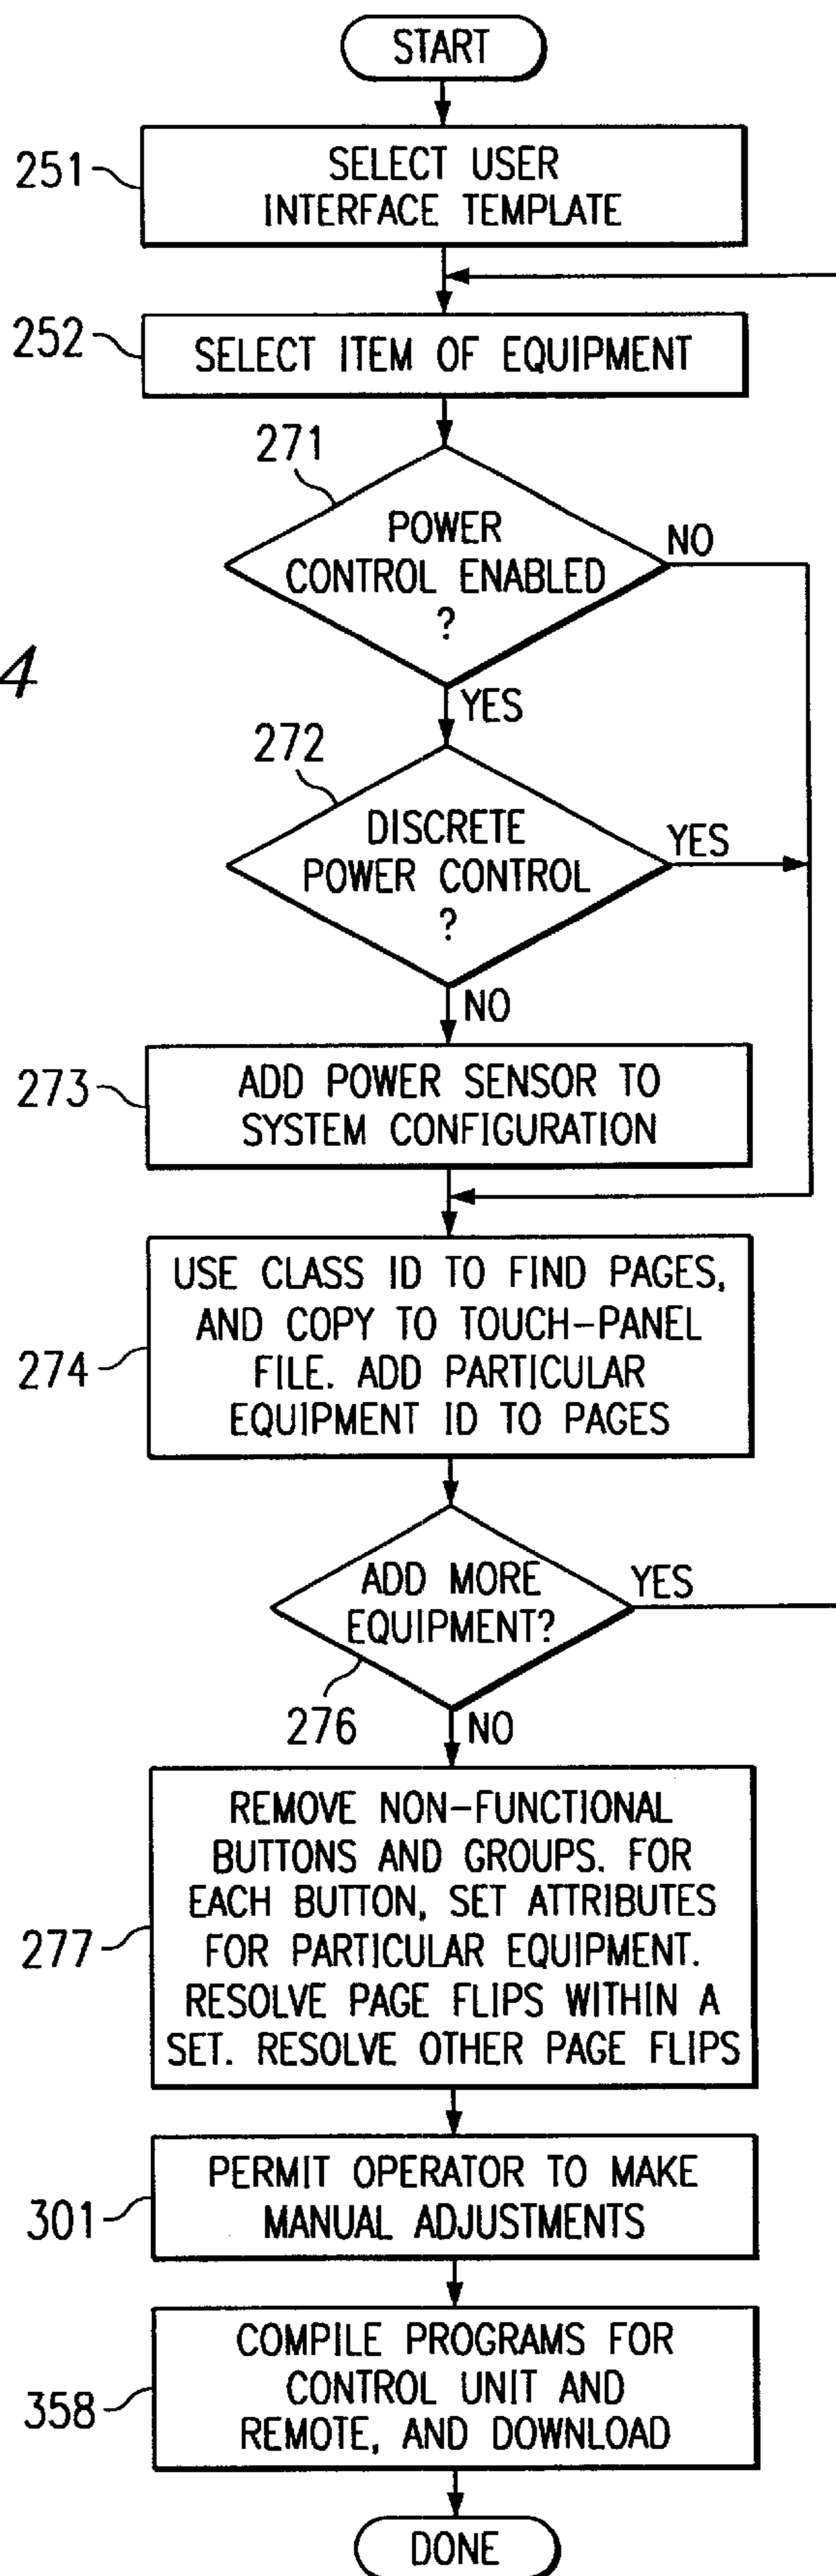 START
251
SELECT USER
INTERFACE TEMPLATE
252
SELECT ITEM OF EQUIPMENT
271
POWER
CONTROL ENABLED
?
NO
YES
4
272
DISCRETE
POWER CONTROL
?
YES
NO
273
ADD POWER SENSOR TO
SYSTEM CONFIGURATION
274
USE CLASS ID TO FIND PAGES,
AND COPY TO TOUCH-PANEL
FILE. ADD PARTICULAR
EQUIPMENT ID TO PAGES
ADD MORE
EQUIPMENT?
YES
276
NO
277
REMOVE NON-FUNCTIONAL
BUTTONS AND GROUPS. FOR
EACH BUTTON, SET ATTRIBUTES
FOR PARTICULAR EQUIPMENT.
RESOLVE PAGE FLIPS WITHIN A
SET. RESOLVE OTHER PAGE FLIPS
301
PERMIT OPERATOR TO MAKE
MANUAL ADJUSTMENTS
358
COMPILE PROGRAMS FOR
CONTROL UNIT AND
REMOTE, AND DOWNLOAD
DONE